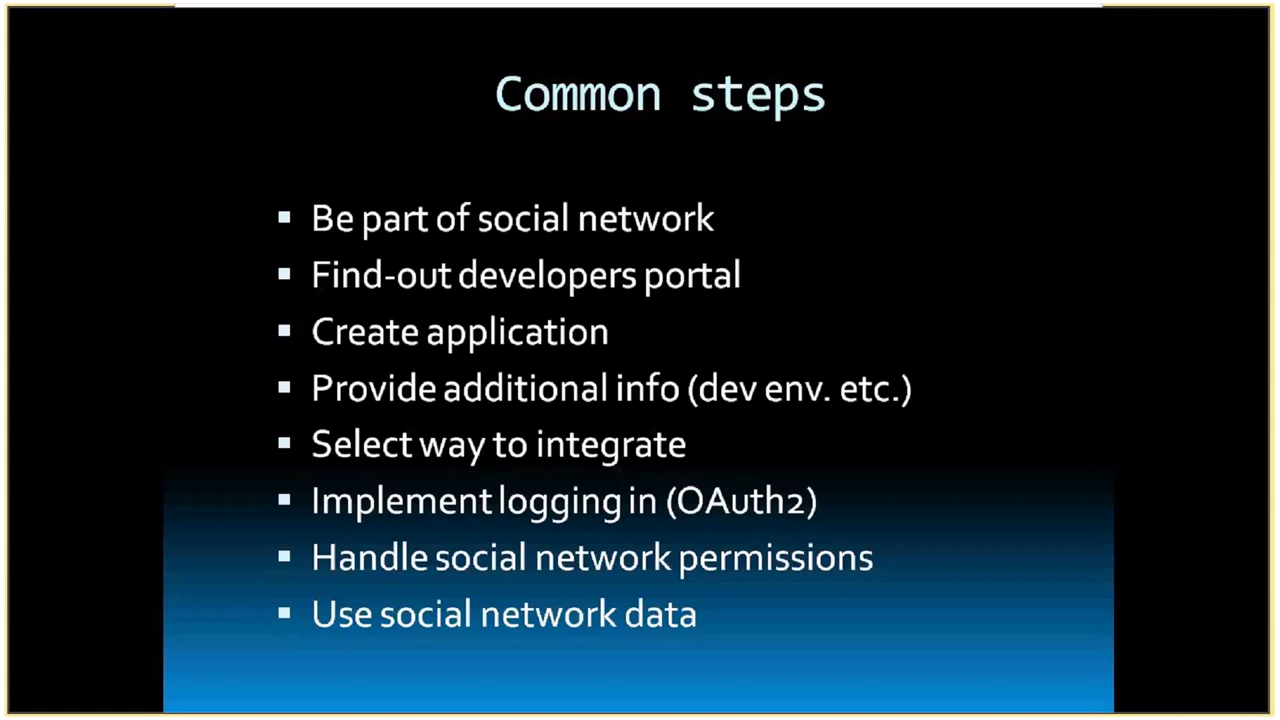 Common steps
▪ Be part of social network
▪ Find-out developers portal
▪ Create application
▪ Provide additional info (dev env. etc.)
▪ Select way to integrate
▪ Implement logging in (OAuth2)
▪ Handle social network permissions
▪ Use social network data